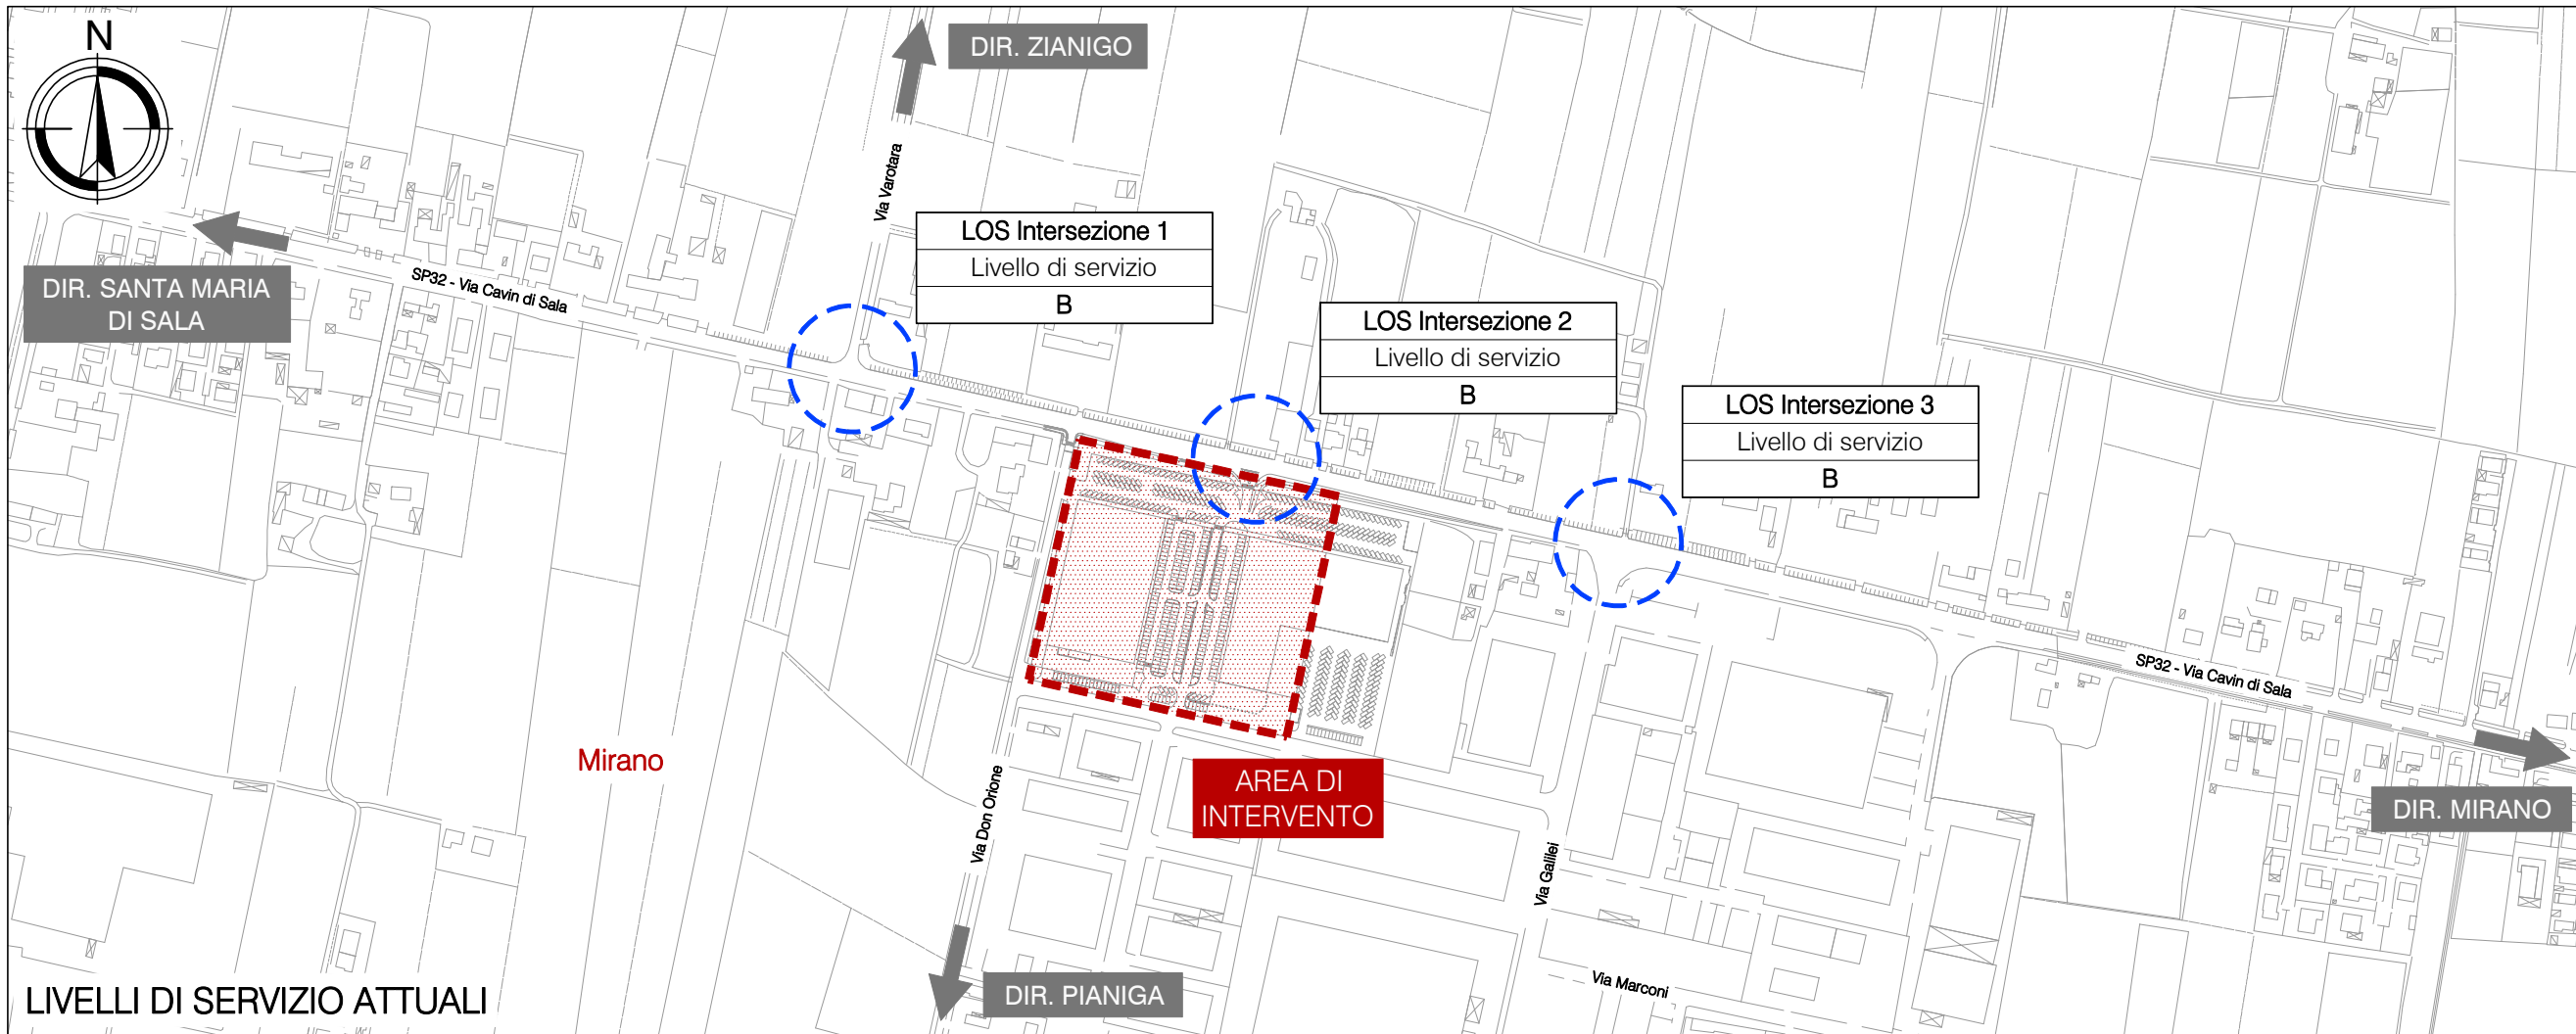 N
DIR. ZIANIGO
Via Varotara
LOS Intersezione 1
Livello di servizio
B
DIR. SANTA MARIA
DI SALA
SP32 - Via Cavin di Sala
LOS Intersezione 2
Livello di servizio
B
LOS Intersezione 3
Livello di servizio
B
SP32 - Via Cavin di Sala
Mirano
AREA DI
INTERVENTO
DIR. MIRANO
Via Don Orione
Via Galilei
Via Marconi
DIR. PIANIGA
LIVELLI DI SERVIZIO ATTUALI